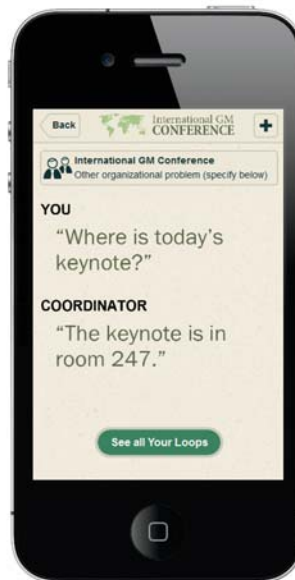 Back
International GM
CONFERENCE
+
International GM Conference
Other organizational problem (specify below)
YOU
“Where is today’s
keynote?”
COORDINATOR
“The keynote is in
room 247.”
See all Your Loops